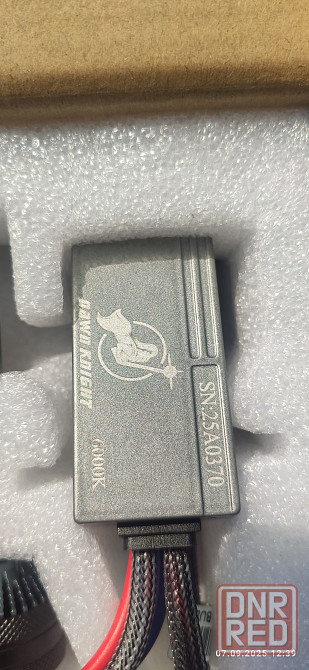 DAWN KNIGHT
6000K
SN:25A0370
DNR
RED
07.09.2025 12:39